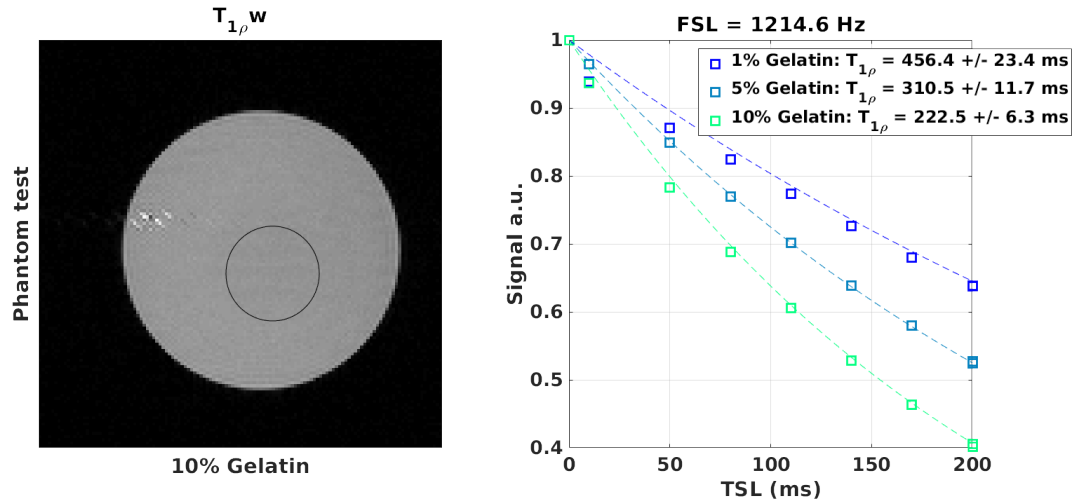 T1ρw
Phantom test
10% Gelatin
FSL = 1214.6 Hz
1% Gelatin: T1ρ = 456.4 +/- 23.4 ms
5% Gelatin: T1ρ = 310.5 +/- 11.7 ms
10% Gelatin: T1ρ = 222.5 +/- 6.3 ms
Signal a.u.
1
0.9
0.8
0.7
0.6
0.5
0.4
0 50 100 150 200
TSL (ms)